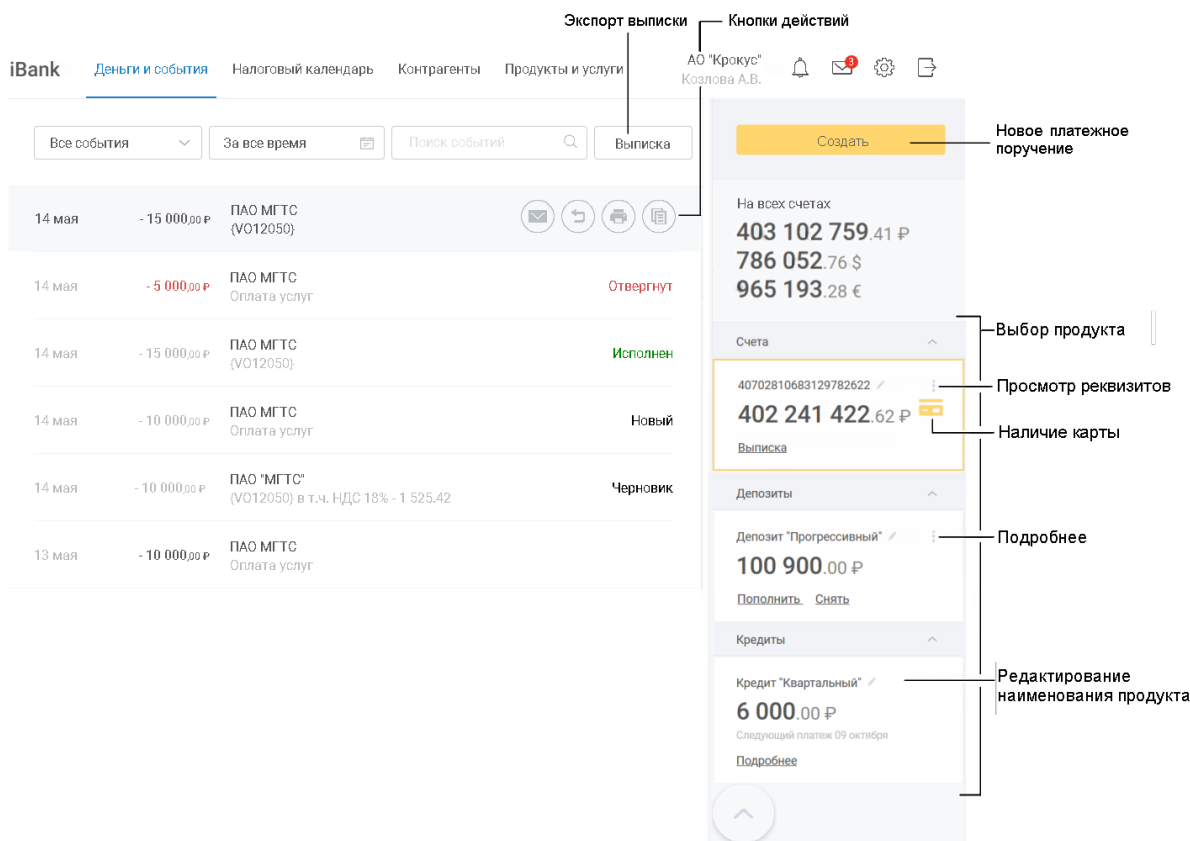 Экспорт выписки
Кнопки действий
iBank
Деньги и события
Налоговый календарь
Контрагенты
Продукты и услуги
АО "Крокус"
Козлова А.В.
3
Все события
За все время
Поиск событий
Выписка
Создать
Новое платежное
поручение
14 мая
- 15 000,00 ₽
ПАО МГТС
{VO12050}
14 мая
- 5 000,00 ₽
ПАО МГТС
Оплата услуг
Отвергнут
14 мая
- 15 000,00 ₽
ПАО МГТС
{VO12050}
Исполнен
14 мая
- 10 000,00 ₽
ПАО МГТС
Оплата услуг
Новый
14 мая
- 10 000,00 ₽
ПАО "МГТС"
{VO12050} в т.ч. НДС 18% - 1 525.42
Черновик
13 мая
- 10 000,00 ₽
ПАО МГТС
Оплата услуг
На всех счетах
403 102 759.41 ₽
786 052.76 $
965 193.28 €
Выбор продукта
Счета
40702810683129782622
Просмотр реквизитов
402 241 422.62 ₽
Наличие карты
Выписка
Депозиты
Депозит "Прогрессивный"
Подробнее
100 900.00 ₽
Пополнить
Снять
Кредиты
Кредит "Квартальный"
Редактирование
наименования продукта
6 000.00 ₽
Следующий платеж 09 октября
Подробнее